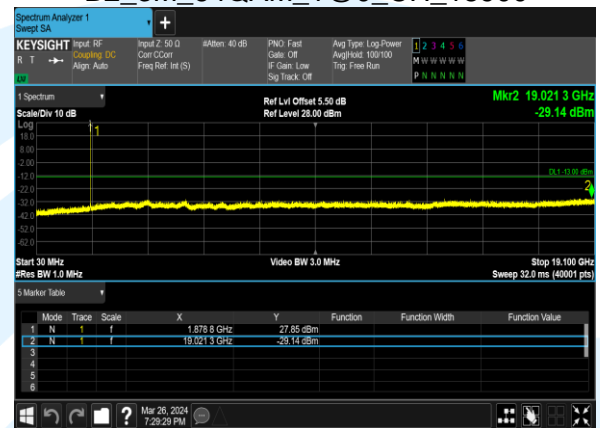 Spectrum Analyzer 1
Swept SA
+
KEYSIGHT
R T
LV
Input: RF
Coupling: DC
Align: Auto
Input Z: 50 Ω
Corr CCorr
Freq Ref: Int (S)
#Atten: 40 dB
PNO: Fast
Gate: Off
IF Gain: Low
Sig Track: Off
Avg Type: Log-Power
Avg|Hold: 100/100
Trig: Free Run
1 2 3 4 5 6
M W W W W W
P N N N N N
1 Spectrum
Scale/Div 10 dB
Ref Lvl Offset 5.50 dB
Ref Level 28.00 dBm
Mkr2 19.021 3 GHz
-29.14 dBm
Log
18.0
8.00
-2.00
-12.0
-22.0
-32.0
-42.0
-52.0
-62.0
1
DL1 -13.00 dBm
2
Start 30 MHz
#Res BW 1.0 MHz
Video BW 3.0 MHz
Stop 19.100 GHz
Sweep 32.0 ms (40001 pts)
5 Marker Table
Mode Trace Scale X Y Function Function Width Function Value
1 N 1 f 1.878 8 GHz 27.85 dBm
2 N 1 f 19.021 3 GHz -29.14 dBm
3
4
5
6
?
Mar 26, 2024
7:29:29 PM